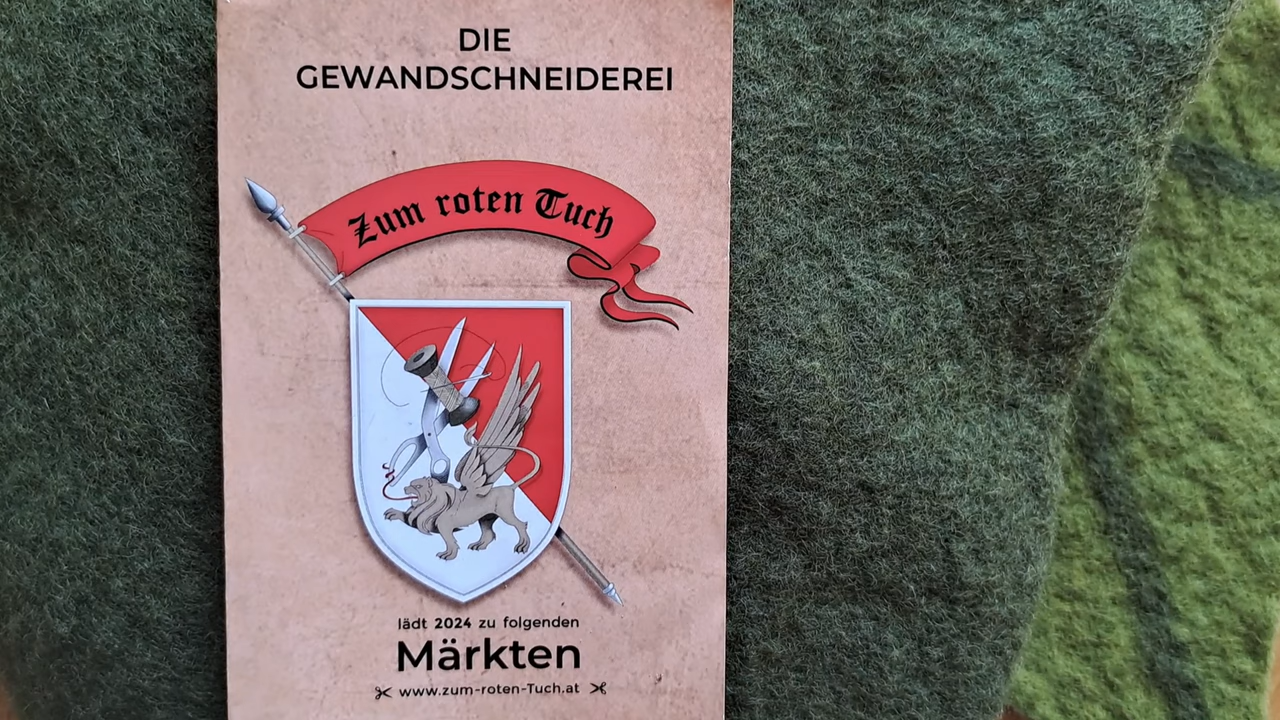 DIE
GEWANDSCHNEIDEREI
Zum roten Tuch
lädt 2024 zu folgenden
Märkten
www.zum-roten-Tuch.at